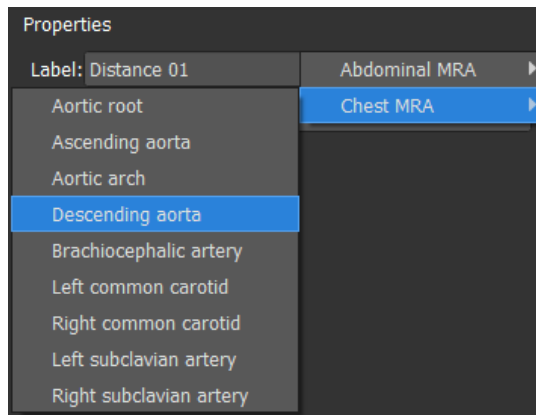 Properties
Label: Distance 01
Abdominal MRA
Chest MRA
Aortic root
Ascending aorta
Aortic arch
Descending aorta
Brachiocephalic artery
Left common carotid
Right common carotid
Left subclavian artery
Right subclavian artery